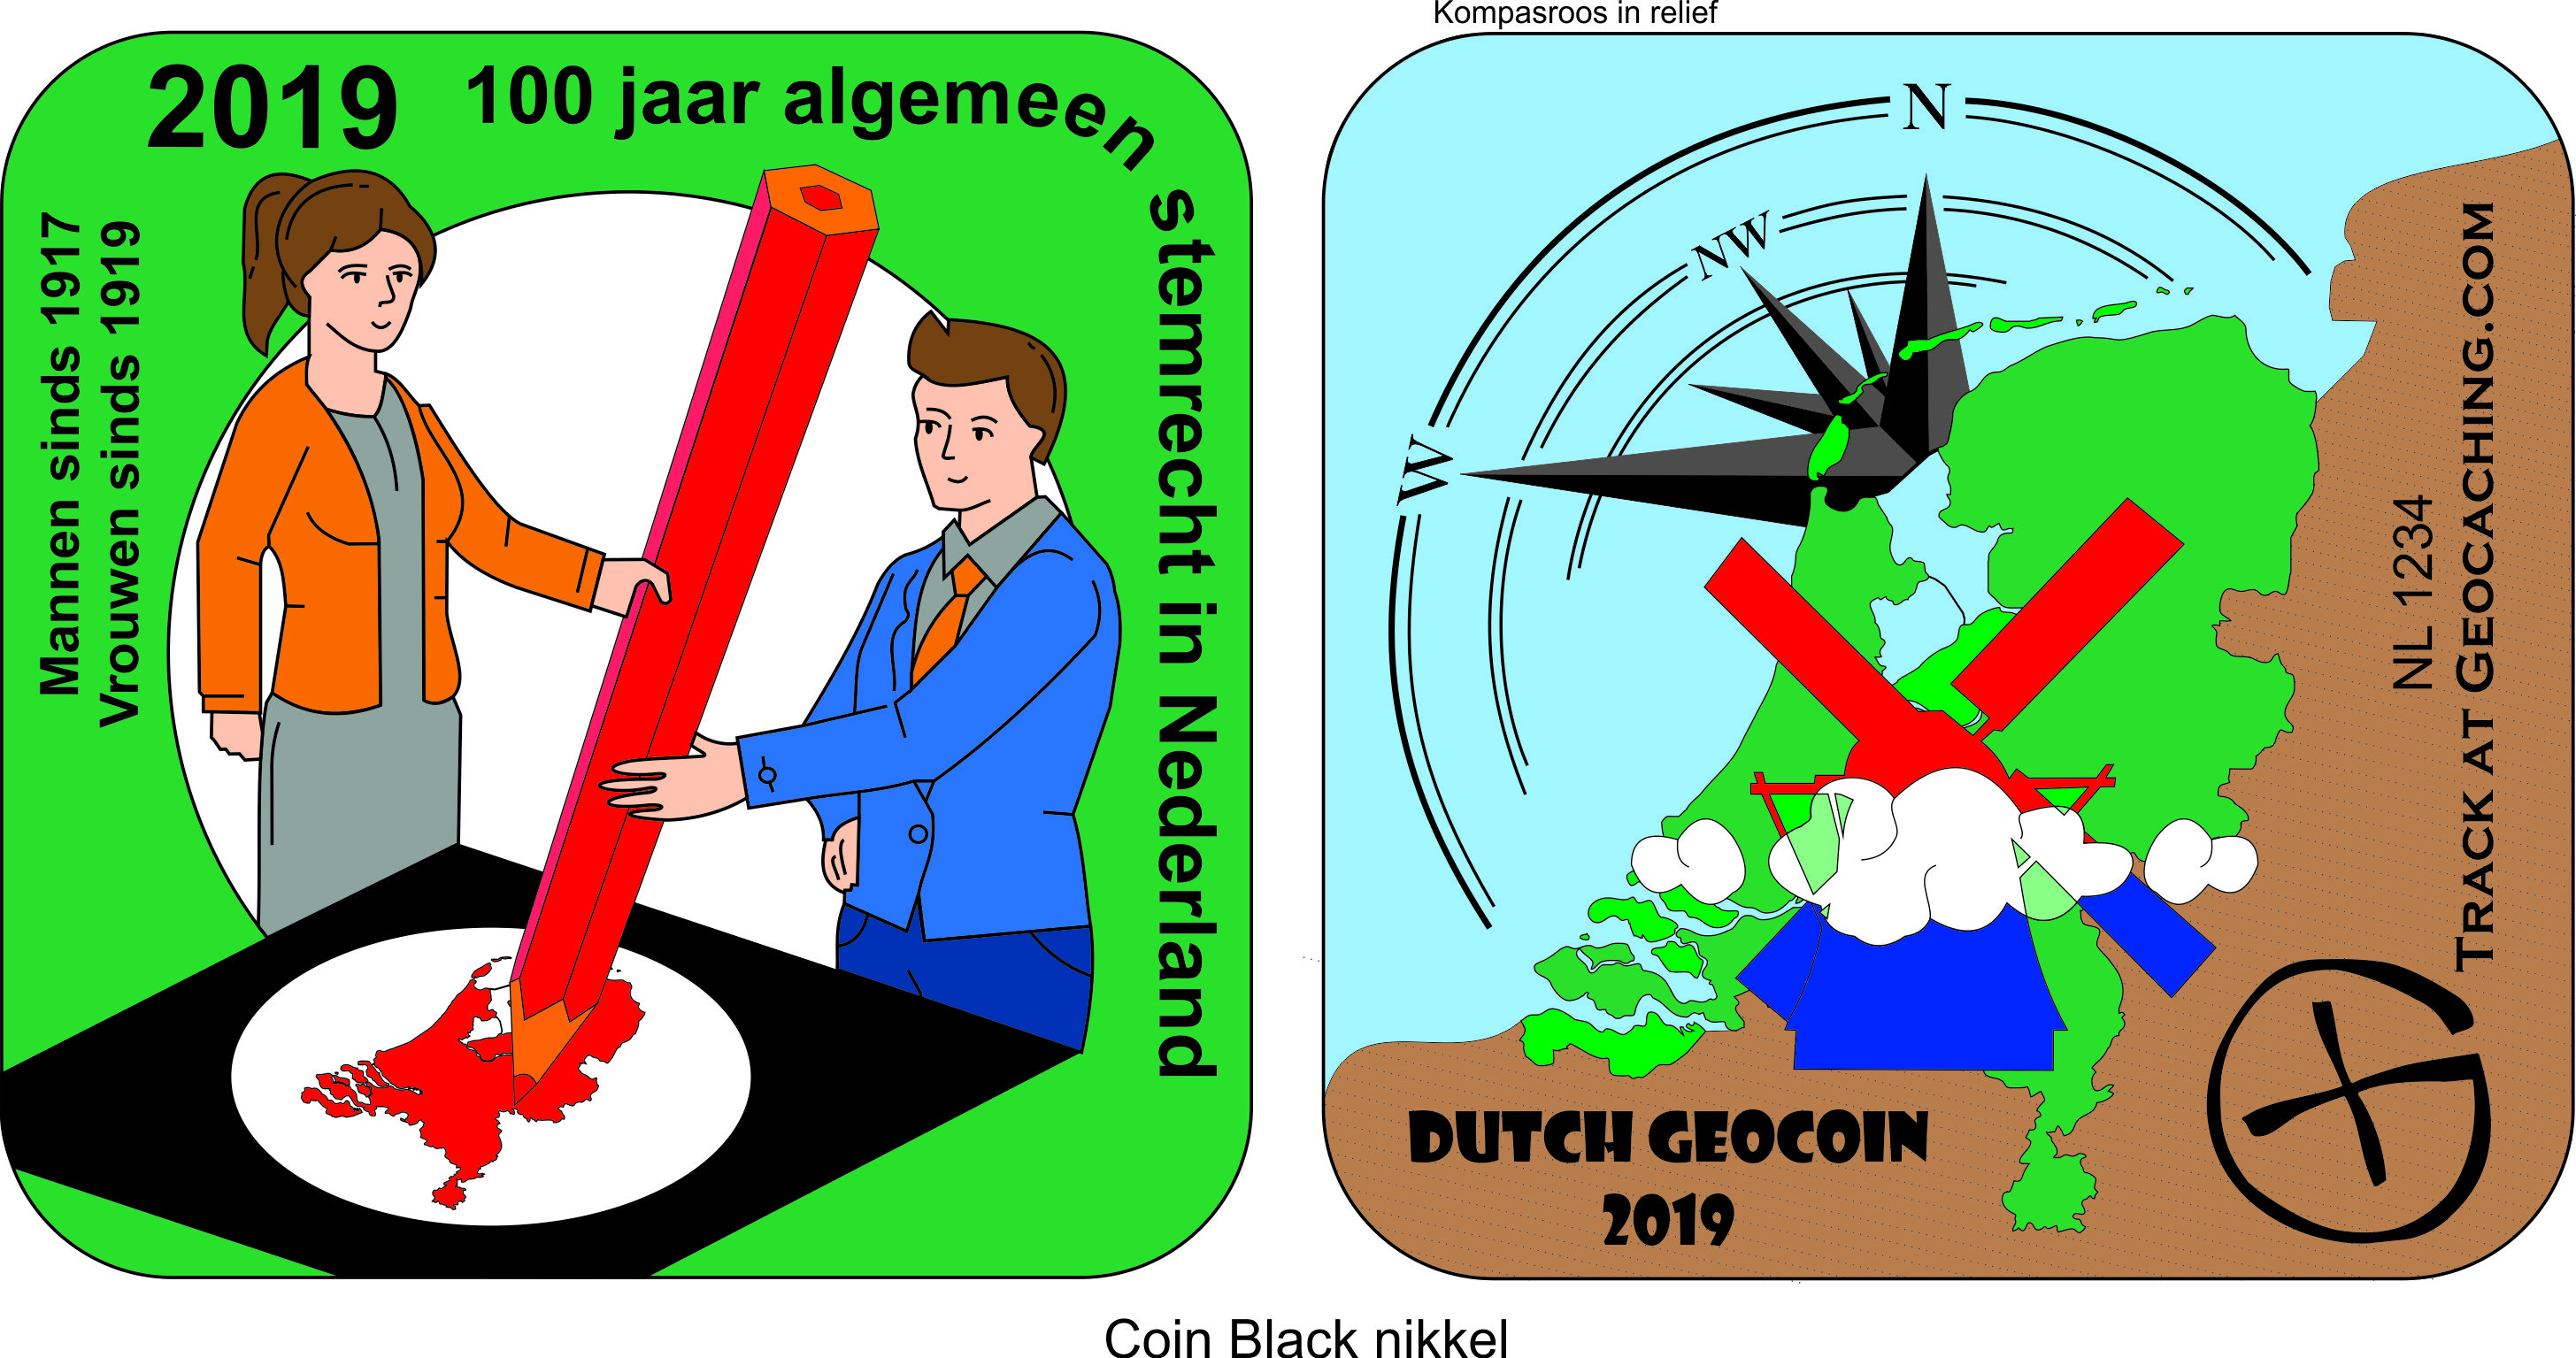 Kompasroos in relief
2019
100 jaar algemeen stemrecht in Nederland
Mannen sinds 1917
Vrouwen sinds 1919
N
NW
W
NL 1234
TRACK AT GEOCACHING.COM
DUTCH GEOCOIN
2019
Coin Black nikkel